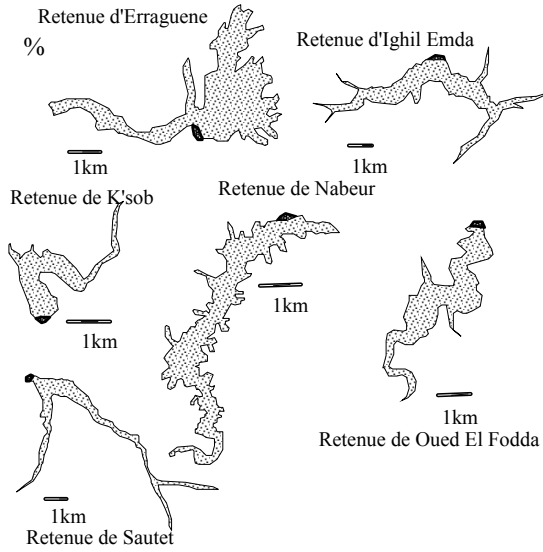 Retenue d'Erraguene
%
Retenue d'Ighil Emda
1km
1km
Retenue de K'sob
Retenue de Nabeur
1km
1km
1km
Retenue de Oued El Fodda
1km
Retenue de Sautet